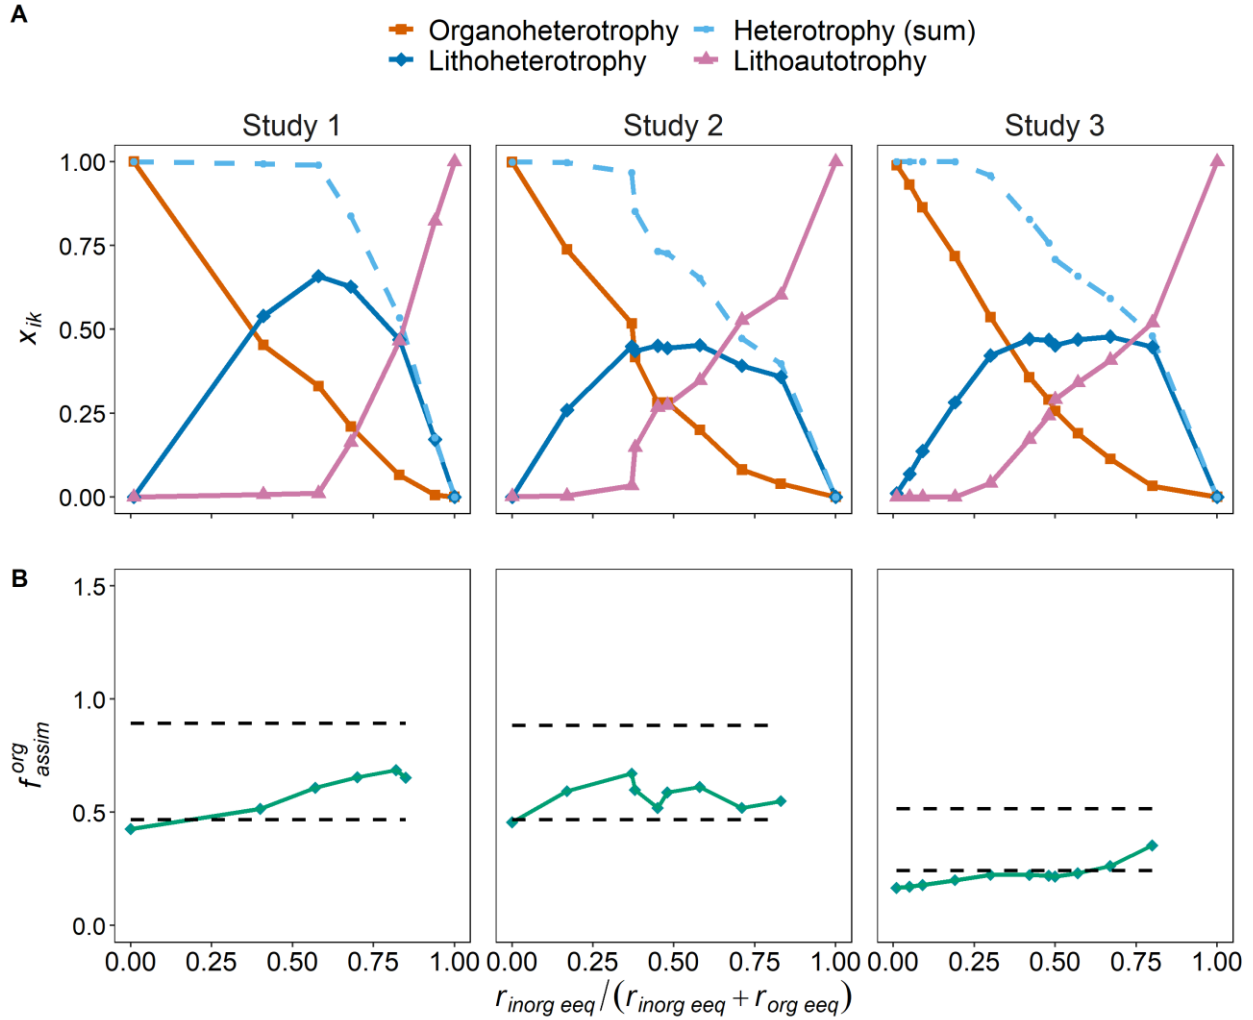 A
Organoheterotrophy Heterotrophy (sum)
Lithoheterotrophy Lithoautotrophy
Study 1 Study 2 Study 3
1.00
0.75
0.50
0.25
0.00
x_ik
B
1.5
1.0
0.5
0.0
f^org_assim
0.00 0.25 0.50 0.75 1.00 0.00 0.25 0.50 0.75 1.00 0.00 0.25 0.50 0.75 1.00
r_inorg eeq/(r_inorg eeq + r_org eeq)